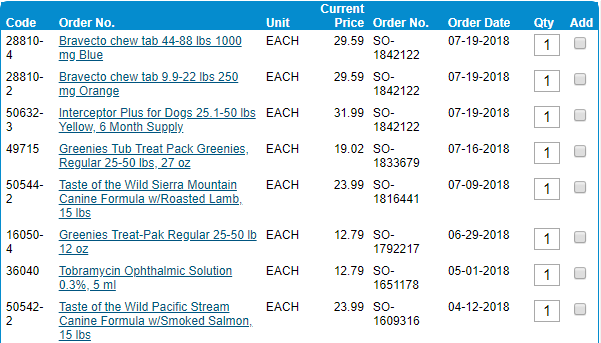 Code Order No. Unit Current Price Order No. Order Date Qty Add
28810-4 Bravecto chew tab 44-88 lbs 1000 mg Blue EACH 29.59 SO-1842122 07-19-2018 1
28810-2 Bravecto chew tab 9.9-22 lbs 250 mg Orange EACH 29.59 SO-1842122 07-19-2018 1
50632-3 Interceptor Plus for Dogs 25.1-50 lbs Yellow, 6 Month Supply EACH 31.99 SO-1842122 07-19-2018 1
49715 Greenies Tub Treat Pack Greenies, Regular 25-50 lbs, 27 oz EACH 19.02 SO-1833679 07-16-2018 1
50544-2 Taste of the Wild Sierra Mountain Canine Formula w/Roasted Lamb, 15 lbs EACH 23.99 SO-1816441 07-09-2018 1
16050-4 Greenies Treat-Pak Regular 25-50 lb 12 oz EACH 12.79 SO-1792217 06-29-2018 1
36040 Tobramycin Ophthalmic Solution 0.3%, 5 ml EACH 12.79 SO-1651178 05-01-2018 1
50542-2 Taste of the Wild Pacific Stream Canine Formula w/Smoked Salmon, 15 lbs EACH 23.99 SO-1609316 04-12-2018 1